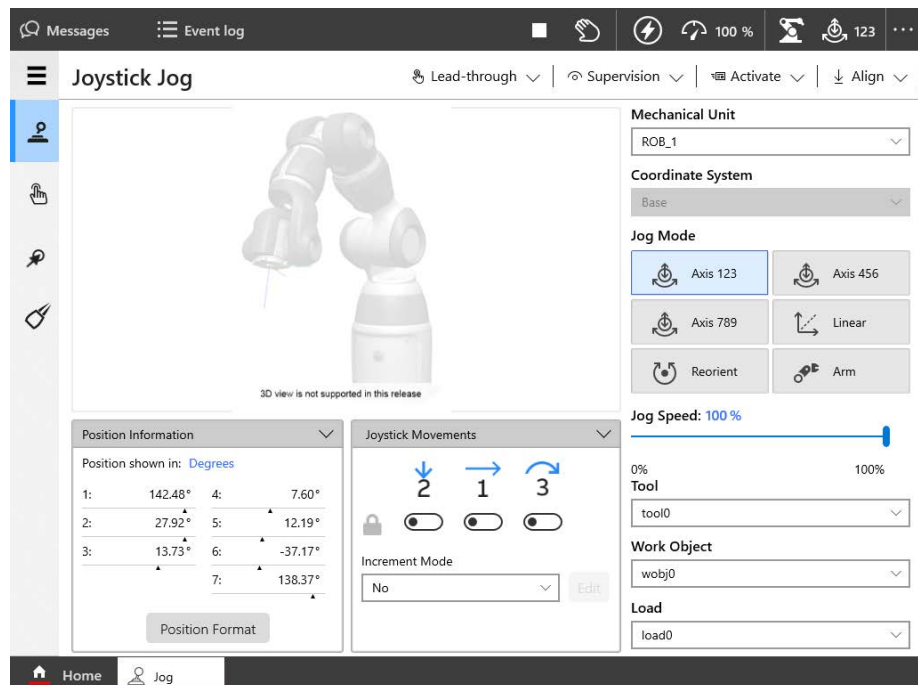 Messages
Event log
100 %
123
Joystick Jog
Lead-through
Supervision
Activate
Align
3D view is not supported in this release
Mechanical Unit
ROB_1
Coordinate System
Base
Jog Mode
Axis 123
Axis 456
Axis 789
Linear
Reorient
Arm
Jog Speed: 100 %
0% 100%
Tool
tool0
Work Object
wobj0
Load
load0
Position Information
Position shown in: Degrees
1: 142.48° 4: 7.60°
2: 27.92° 5: 12.19°
3: 13.73° 6: -37.17°
7: 138.37°
Position Format
Joystick Movements
2 1 3
Increment Mode
No
Edit
Home
Jog